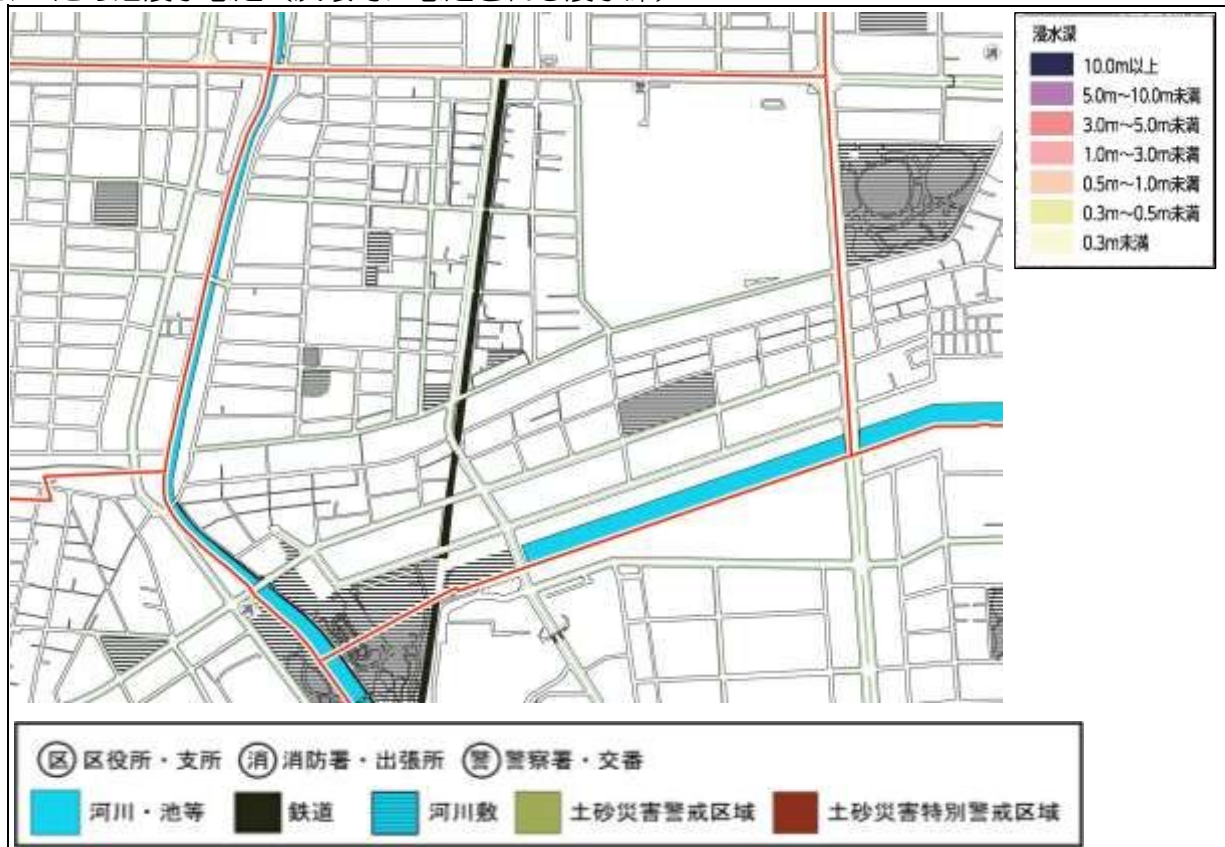 浸水深
10.0m以上
5.0m～10.0m未満
3.0m～5.0m未満
1.0m～3.0m未満
0.5m～1.0m未満
0.3m～0.5m未満
0.3m未満
消
区 区役所・支所 消 消防署・出張所 警 警察署・交番
河川・池等 鉄道 河川敷 土砂災害警戒区域 土砂災害特別警戒区域